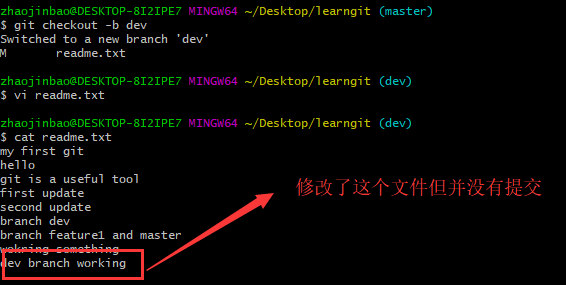 zhaojinbao@DESKTOP-8I2IPE7 MINGW64 ~/Desktop/learngit (master)
$ git checkout -b dev
Switched to a new branch 'dev'
M       readme.txt
zhaojinbao@DESKTOP-8I2IPE7 MINGW64 ~/Desktop/learngit (dev)
$ vi readme.txt
zhaojinbao@DESKTOP-8I2IPE7 MINGW64 ~/Desktop/learngit (dev)
$ cat readme.txt
my first git
hello
git is a useful tool
first update
second update
branch dev
branch feature1 and master
wokring something
dev branch working
修改了这个文件但并没有提交